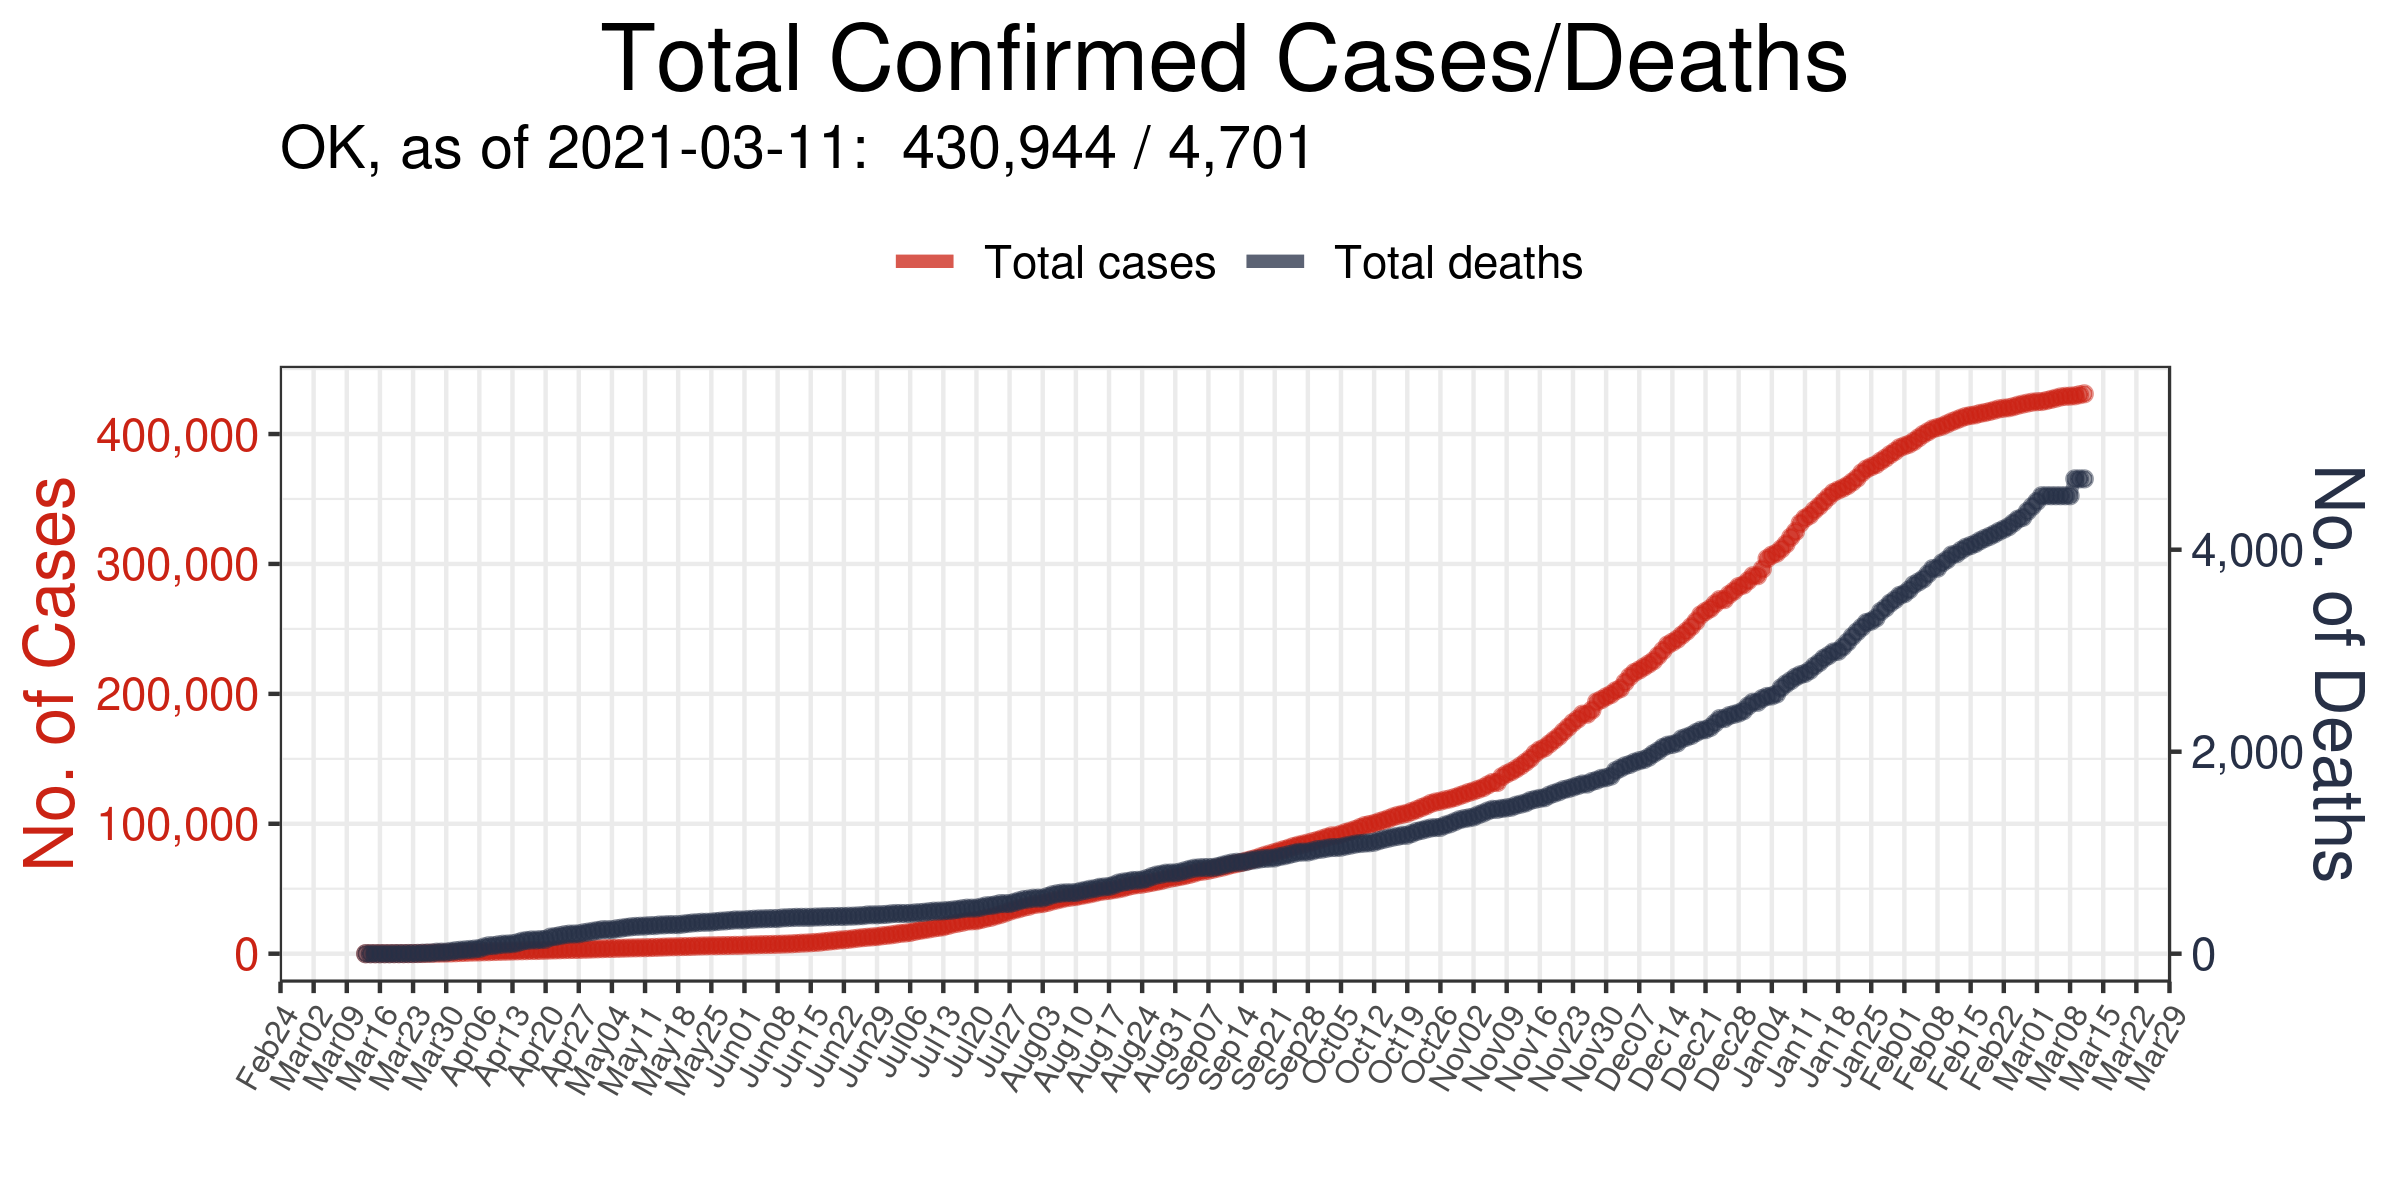 Total Confirmed Cases/Deaths
OK, as of 2021-03-11:  430,944 / 4,701
Total cases
Total deaths
No. of Cases
400,000
300,000
200,000
100,000
0
4,000
2,000
0
No. of Deaths
Feb24
Mar02
Mar09
Mar16
Mar23
Mar30
Apr06
Apr13
Apr20
Apr27
May04
May11
May18
May25
Jun01
Jun08
Jun15
Jun22
Jun29
Jul06
Jul13
Jul20
Jul27
Aug03
Aug10
Aug17
Aug24
Aug31
Sep07
Sep14
Sep21
Sep28
Oct05
Oct12
Oct19
Oct26
Nov02
Nov09
Nov16
Nov23
Nov30
Dec07
Dec14
Dec21
Dec28
Jan04
Jan11
Jan18
Jan25
Feb01
Feb08
Feb15
Feb22
Mar01
Mar08
Mar15
Mar22
Mar29